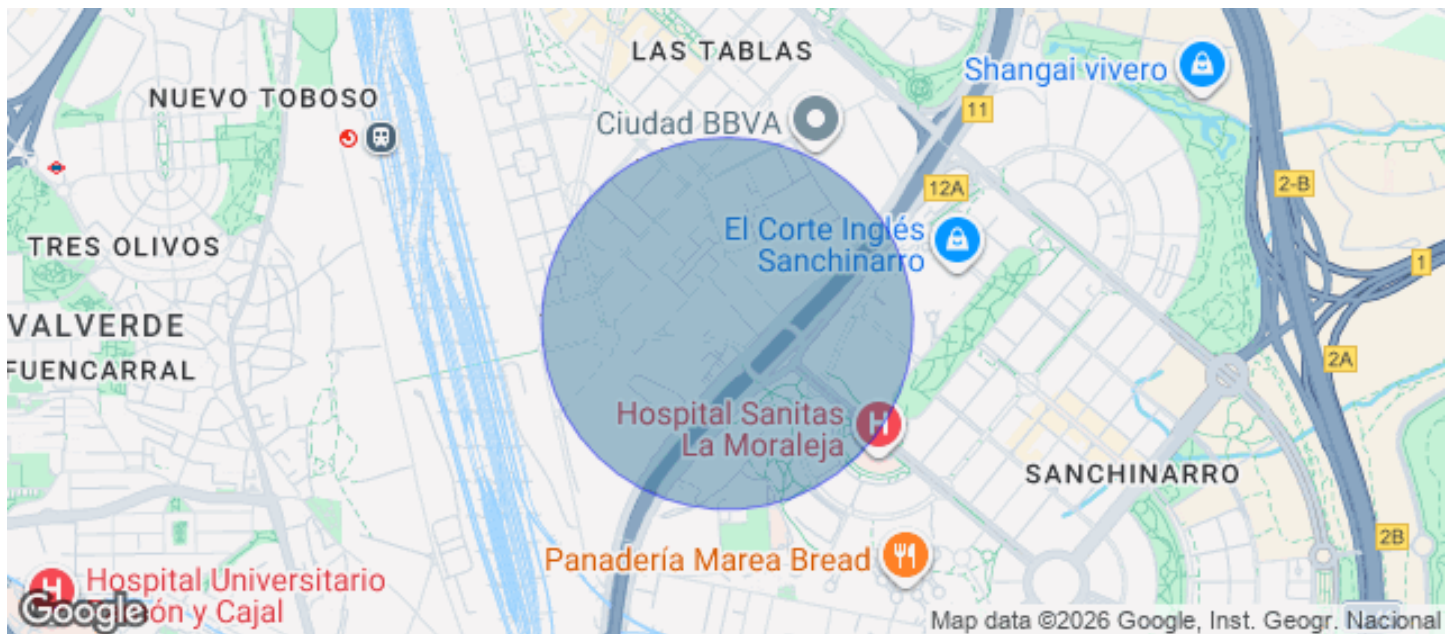 LAS TABLAS
Shangai vivero
NUEVO TOBOSO
11
Ciudad BBVA
12A
2-B
El Corte Inglés
Sanchinarro
TRES OLIVOS
1
VALVERDE
2A
FUENCARRAL
Hospital Sanitas
La Moraleja
H
SANCHINARRO
2B
Panadería Marea Bread
H
Hospital Universitario
y Cajal
Google
Map data ©2026 Google, Inst. Geogr. Nacional